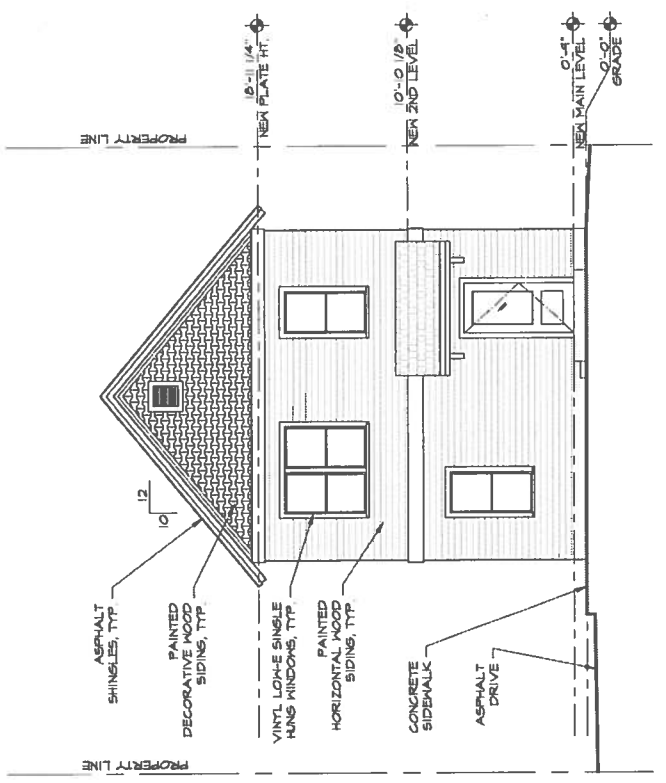 PROPERTY LINE
PROPERTY LINE
18'-11 1/4"
NEW PLATE HT.
10'-10 1/8"
NEW 2ND LEVEL
0'-9"
NEW MAIN LEVEL
0'-0"
GRADE
12
10
ASPHALT
SHINGLES, TYP.
PAINTED
DECORATIVE WOOD
SIDING, TYP.
VINYL LOW-E SINGLE
HUNG WINDOWS, TYP.
PAINTED
HORIZONTAL WOOD
SIDING, TYP.
CONCRETE
SIDEWALK
ASPHALT
DRIVE